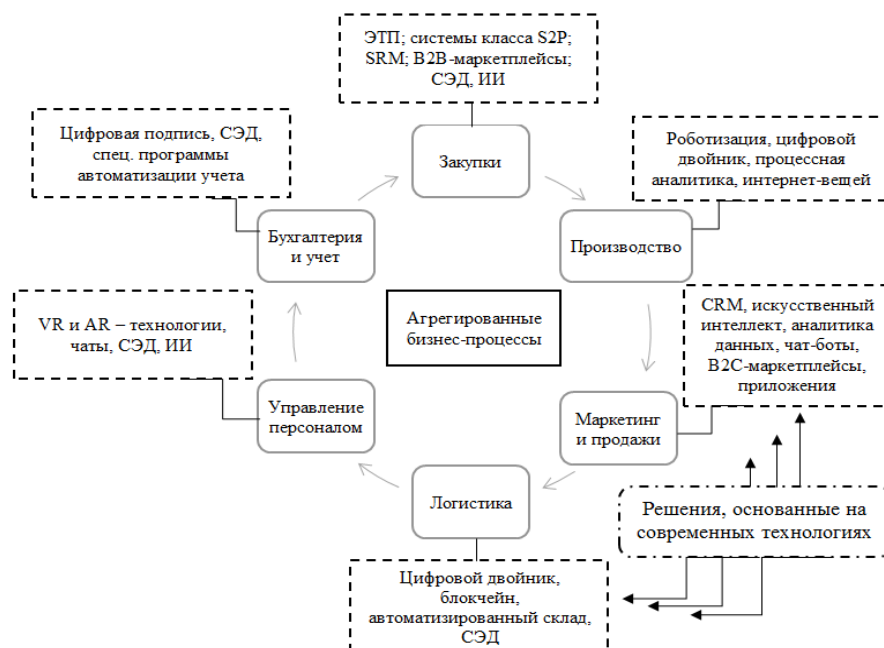 ЭТП; системы класса S2P;
SRM; B2B-маркетплейсы;
СЭД, ИИ
Закупки
Цифровая подпись, СЭД,
спец. программы
автоматизации учета
Роботизация, цифровой
двойник, процессная
аналитика, интернет-вещей
Бухгалтерия
и учет
Производство
VR и AR – технологии,
чаты, СЭД, ИИ
Агрегированные
бизнес-процессы
CRM, искусственный
интеллект, аналитика
данных, чат-боты,
B2C-маркетплейсы,
приложения
Управление
персоналом
Маркетинг
и продажи
Логистика
Решения, основанные на
современных технологиях
Цифровой двойник,
блокчейн,
автоматизированный склад,
СЭД